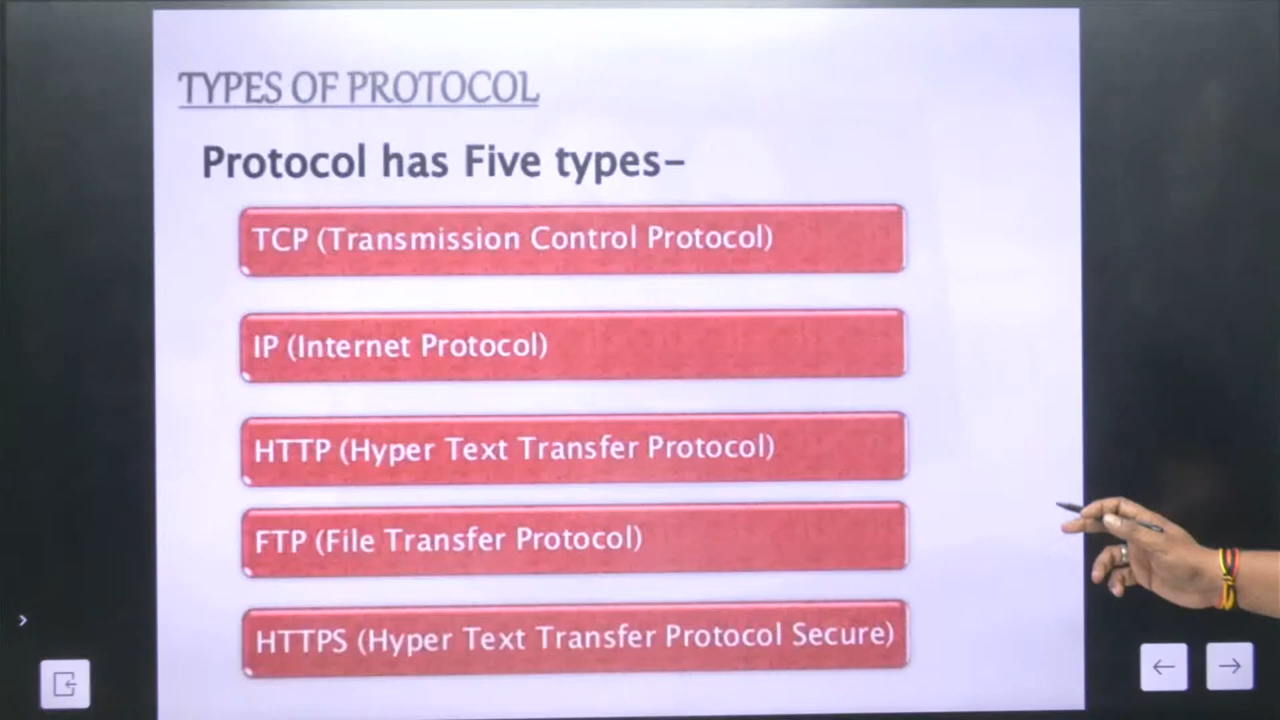 TYPES OF PROTOCOL
Protocol has Five types-
TCP (Transmission Control Protocol)
IP (Internet Protocol)
HTTP (Hyper Text Transfer Protocol)
FTP (File Transfer Protocol)
HTTPS (Hyper Text Transfer Protocol Secure)